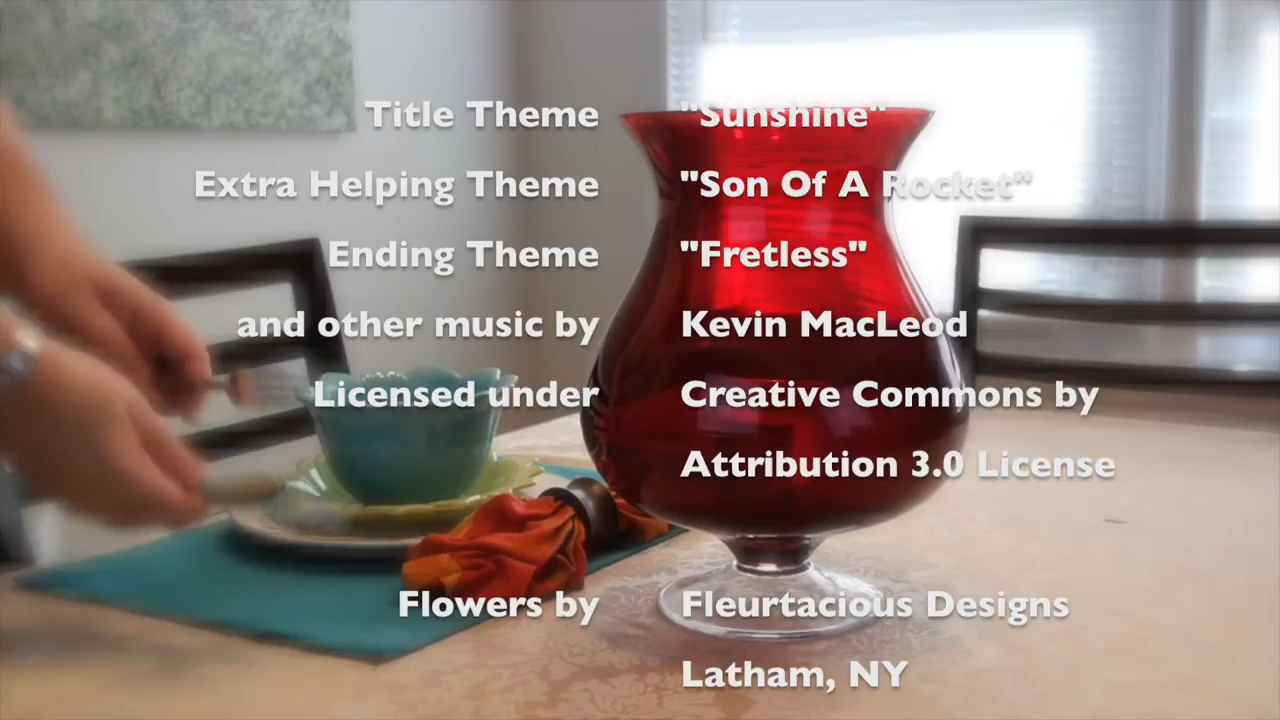 Title Theme "Sunshine"
Extra Helping Theme "Son Of A Rocket"
Ending Theme "Fretless"
and other music by Kevin MacLeod
Licensed under Creative Commons by
Attribution 3.0 License
Flowers by Fleurtacious Designs
Latham, NY